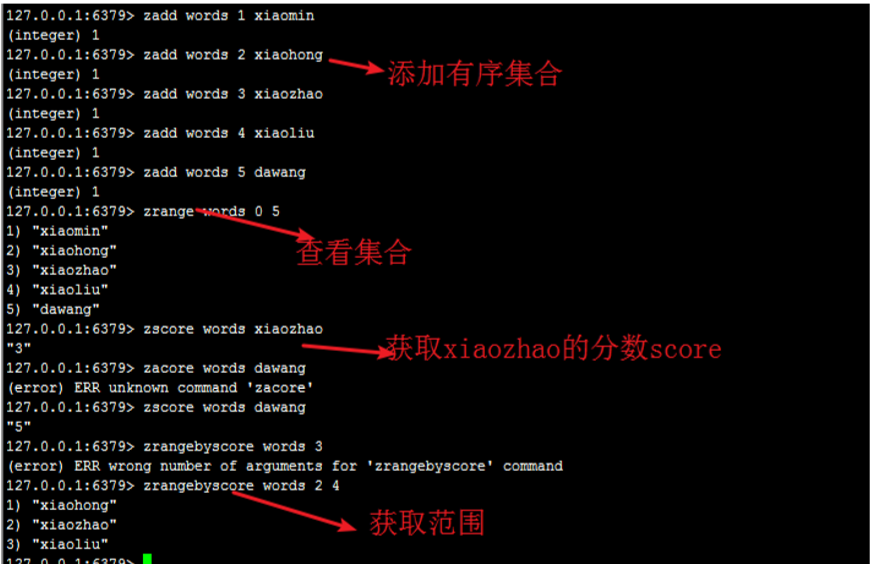 127.0.0.1:6379> zadd words 1 xiaomin
(integer) 1
127.0.0.1:6379> zadd words 2 xiaohong
(integer) 1
添加有序集合
127.0.0.1:6379> zadd words 3 xiaozhao
(integer) 1
127.0.0.1:6379> zadd words 4 xiaoliu
(integer) 1
127.0.0.1:6379> zadd words 5 dawang
(integer) 1
127.0.0.1:6379> zrange words 0 5
1) "xiaomin"
2) "xiaohong"
查看集合
3) "xiaozhao"
4) "xiaoliu"
5) "dawang"
127.0.0.1:6379> zscore words xiaozhao
"3"
获取xiaozhao的分数score
127.0.0.1:6379> zacore words dawang
(error) ERR unknown command 'zacore'
127.0.0.1:6379> zscore words dawang
"5"
127.0.0.1:6379> zrangebyscore words 3
(error) ERR wrong number of arguments for 'zrangebyscore' command
127.0.0.1:6379> zrangebyscore words 2 4
1) "xiaohong"
2) "xiaozhao"
获取范围
3) "xiaoliu"
127.0.0.1:6379>